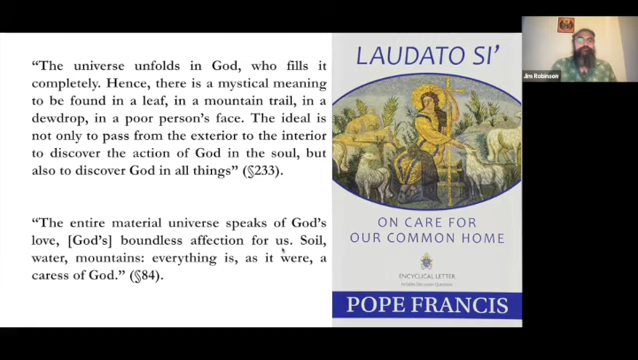 “The universe unfolds in God, who fills it
completely. Hence, there is a mystical meaning
to be found in a leaf, in a mountain trail, in a
dewdrop, in a poor person’s face. The ideal is
not only to pass from the exterior to the interior
to discover the action of God in the soul, but
also to discover God in all things” (§233).
“The entire material universe speaks of God’s
love, [God’s] boundless affection for us. Soil,
water, mountains: everything is, as it were, a
caress of God.” (§84).
LAUDATO SI’
ON CARE FOR
OUR COMMON HOME
ENCYCLICAL LETTER
Includes Discussion Questions
POPE FRANCIS
Jim Robinson